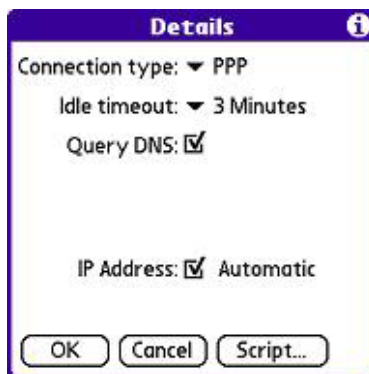 Details
Connection type: PPP
Idle timeout: 3 Minutes
Query DNS:
IP Address: Automatic
OK Cancel Script...